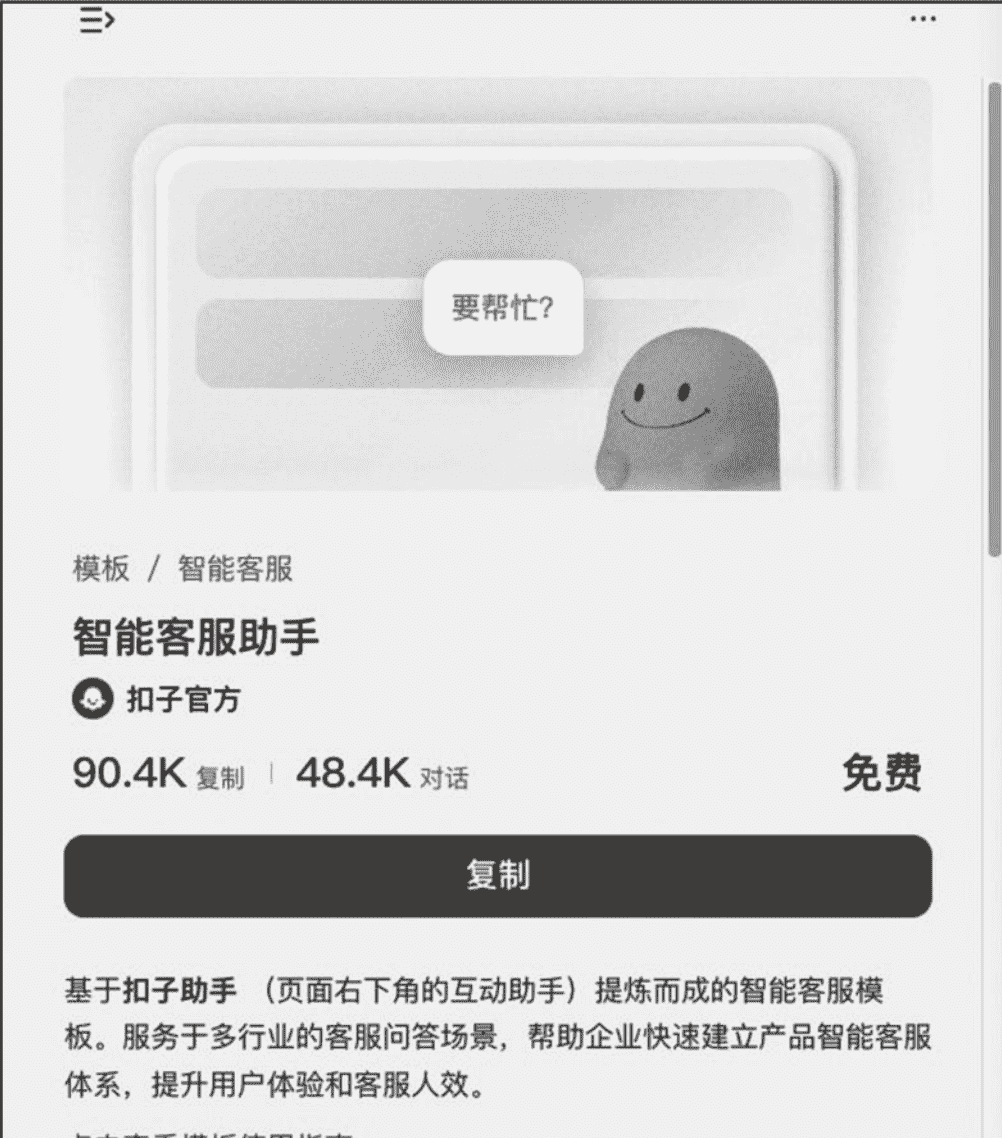 要帮忙?
模板 / 智能客服
智能客服助手
扣子官方
90.4K 复制 | 48.4K 对话 免费
复制
基于扣子助手 （页面右下角的互动助手）提炼而成的智能客服模
板。服务于多行业的客服问答场景，帮助企业快速建立产品智能客服
体系，提升用户体验和客服人效。